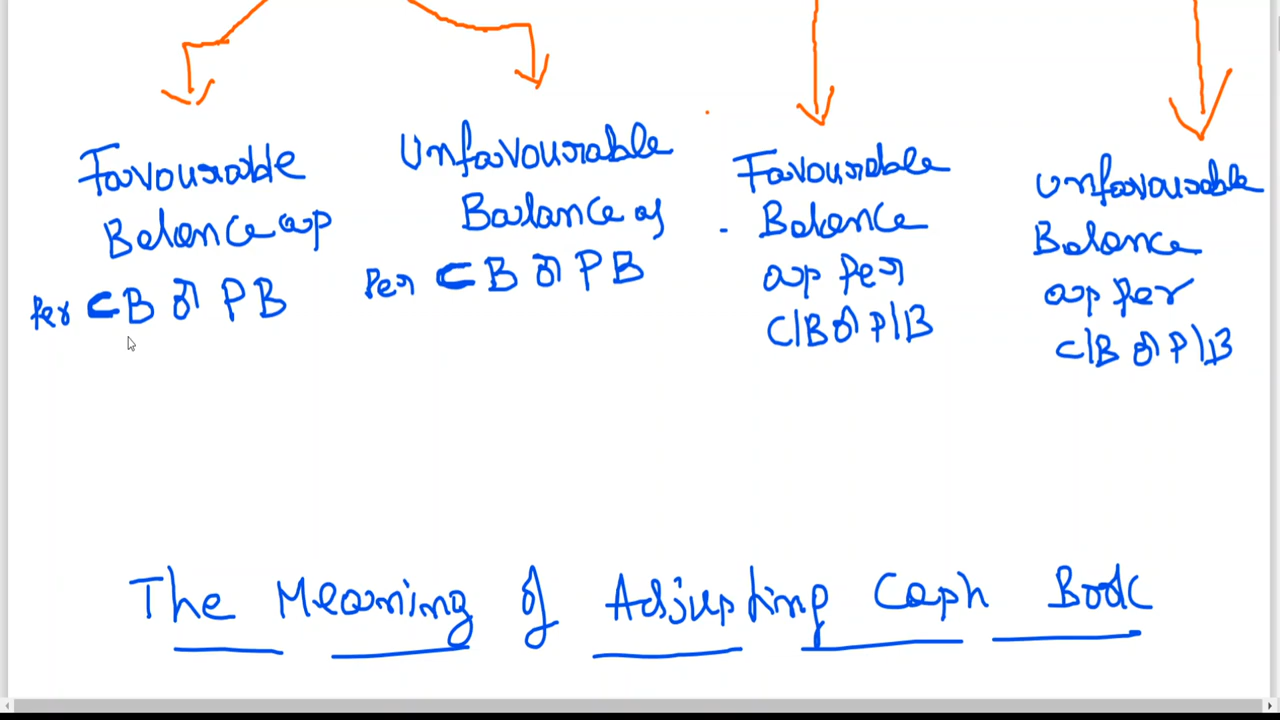 Favourable
Balance as
Per CB or PB
Unfavourable
Balance as
Per CB or PB
Favourable
Balance
as per
C/B or P/B
Unfavourable
Balance
as per
C/B or P/B
The Meaning of Adjusting Cash Book